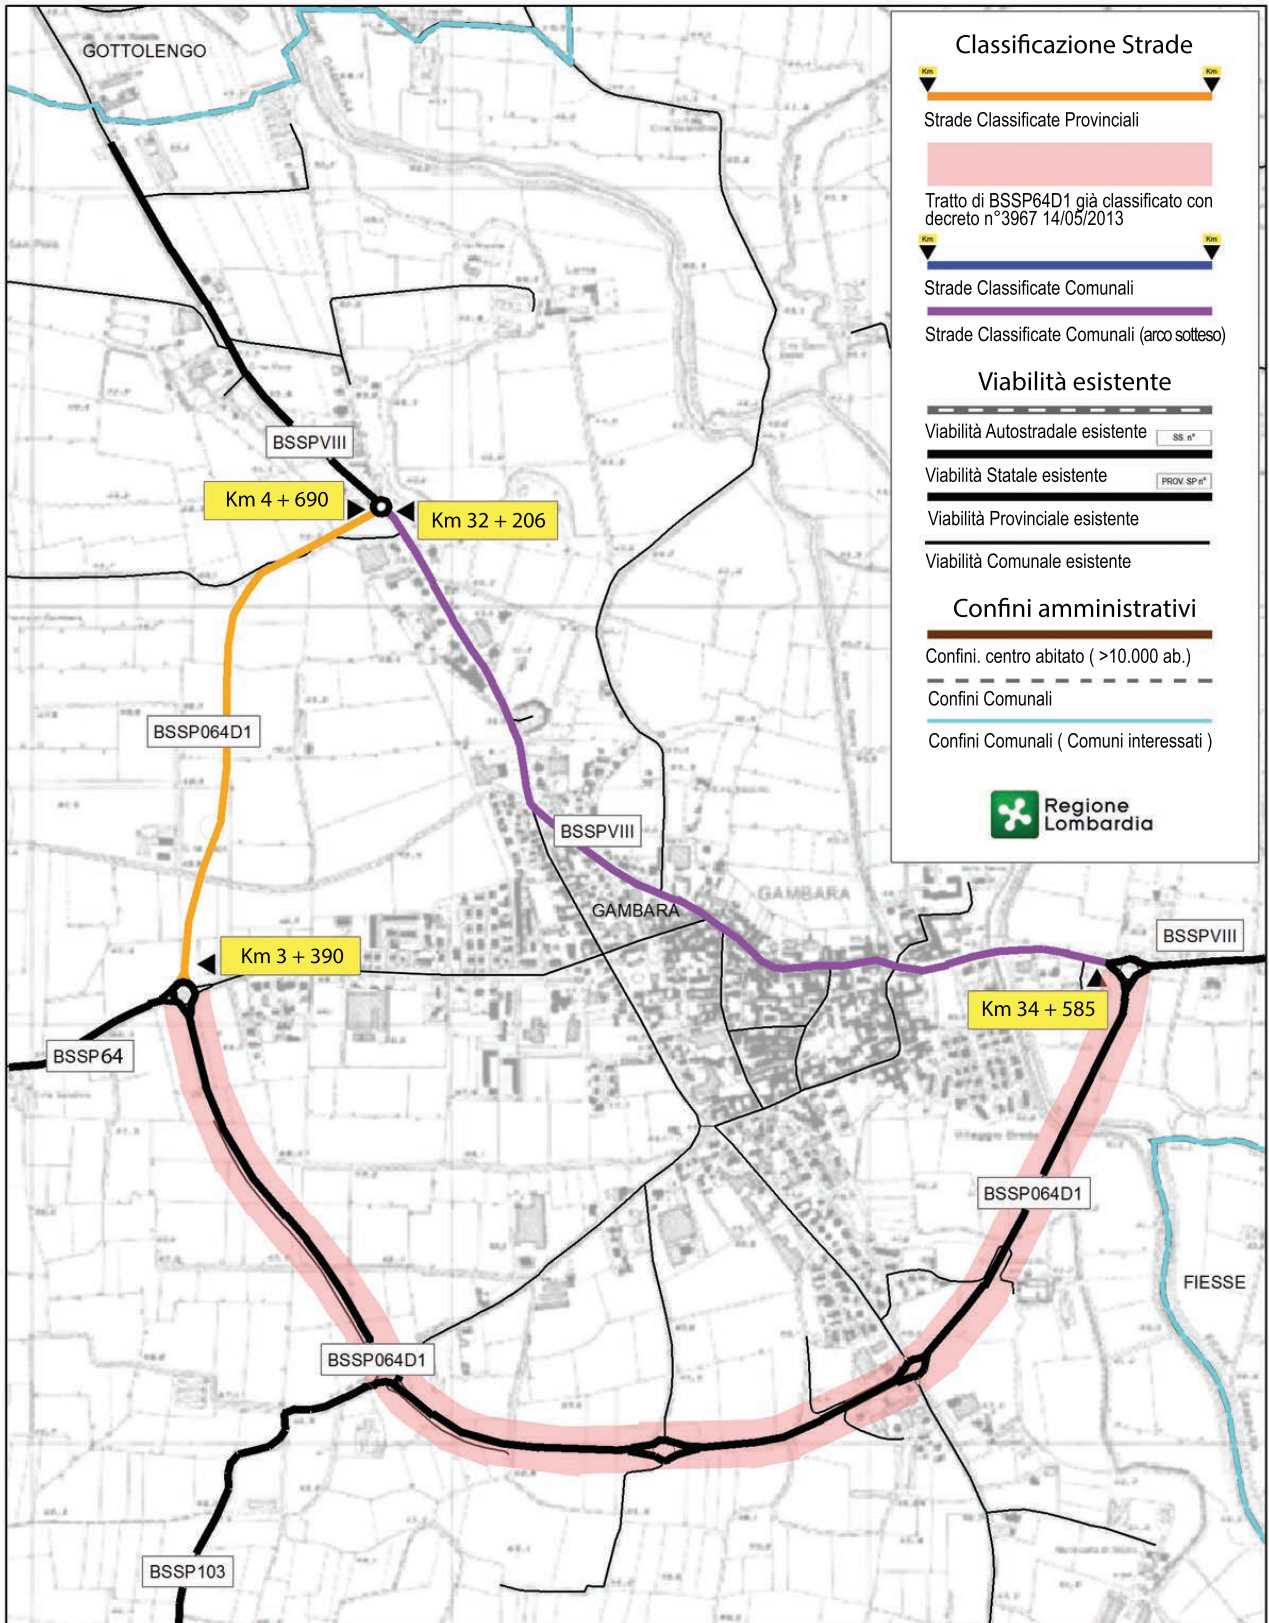 GOTTOLENGO
BSSPVIII
Km 4 + 690
Km 32 + 206
BSSP064D1
BSSPVIII
GAMBARA
GAMBARA
BSSPVIII
Km 3 + 390
Km 34 + 585
BSSP64
BSSP064D1
FIESSE
BSSP064D1
BSSP103
Classificazione Strade
Km
Km
Strade Classificate Provinciali
Tratto di BSSP64D1 già classificato con
decreto n°3967 14/05/2013
Km
Km
Strade Classificate Comunali
Strade Classificate Comunali (arco sotteso)
Viabilità esistente
Viabilità Autostradale esistente
SS. n°
Viabilità Statale esistente
PROV. SP n°
Viabilità Provinciale esistente
Viabilità Comunale esistente
Confini amministrativi
Confini. centro abitato ( >10.000 ab.)
Confini Comunali
Confini Comunali ( Comuni interessati )
Regione
Lombardia